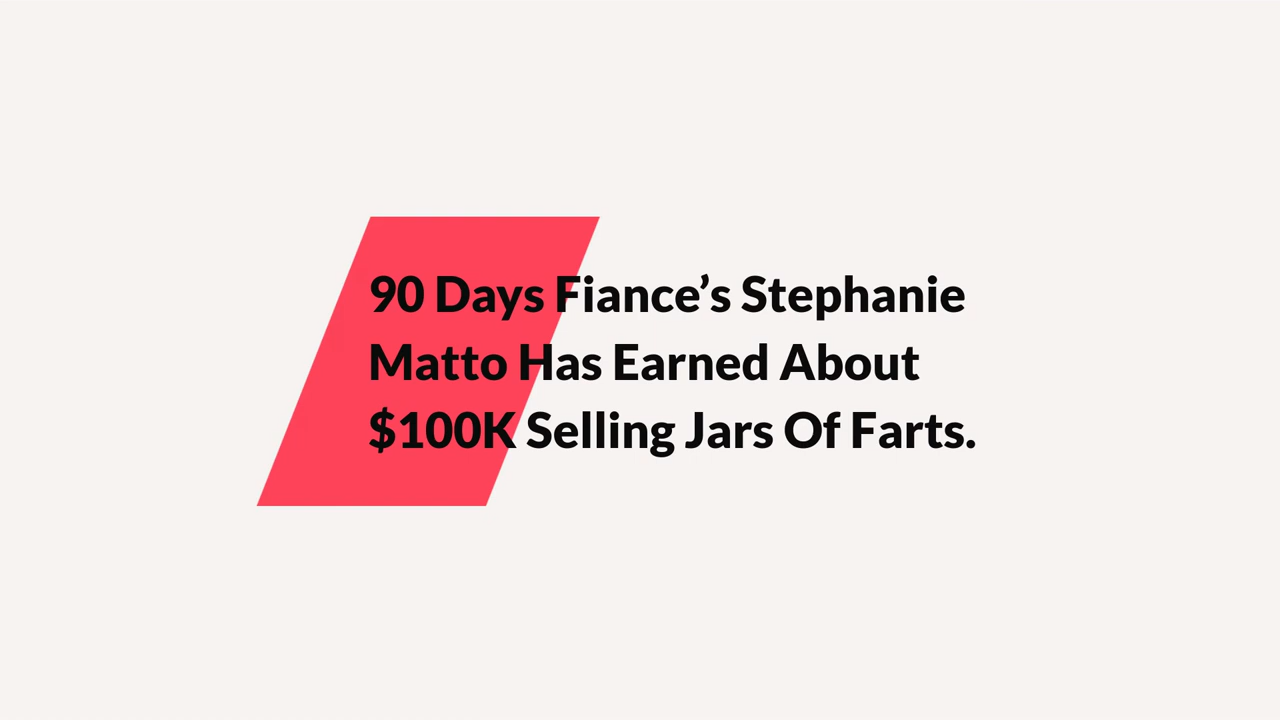 90 Days Fiance’s Stephanie
Matto Has Earned About
$100K Selling Jars Of Farts.